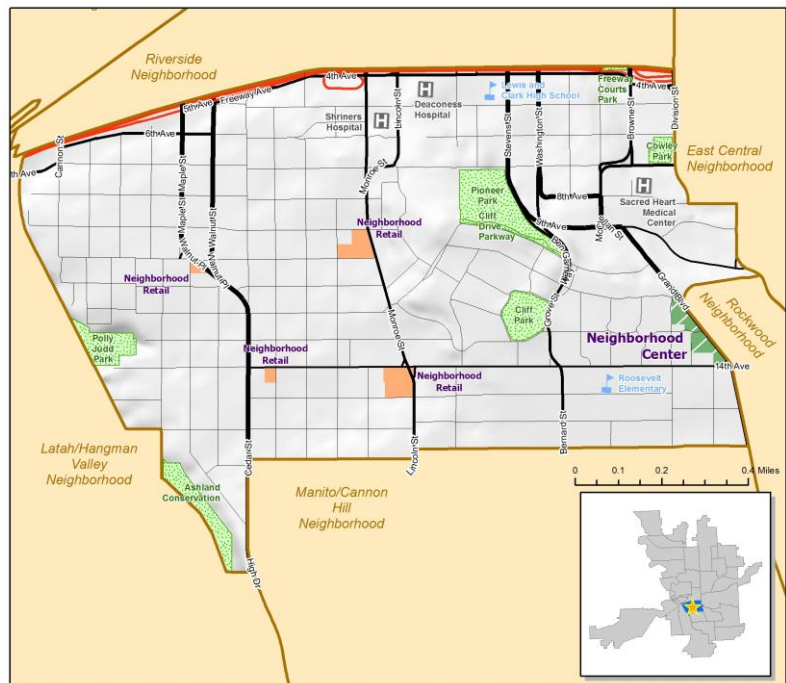 Riverside
Neighborhood
4th Ave
Freeway Ave
5th Ave
6th Ave
Cannon St
Maple St
Maple St
Walnut St
Walnut Pl
Walnut Pl
Shriners
Hospital
H
H
Deaconess
Hospital
Lincoln St
Monroe St
Lewis and
Clark High School
Stevens St
Washington St
Freeway
Courts
Park
4th Ave
Browne St
Division St
Cowley
Park
East Central
Neighborhood
H
Sacred Heart
Medical
Center
8th Ave
9th Ave
Pioneer
Park
Cliff
Drive
Parkway
Grove St
Cliff
Park
Grand Blvd
Rockwood
Neighborhood
Neighborhood
Retail
Neighborhood
Retail
Neighborhood
Retail
Neighborhood
Retail
Monroe St
Neighborhood
Center
14th Ave
Roosevelt
Elementary
Polly
Judd
Park
Latah/Hangman
Valley
Neighborhood
Ashland
Conservation
Cedar St
High Dr
Manito/Cannon
Hill
Neighborhood
Lincoln St
Bernard St
0 0.1 0.2 0.4 Miles